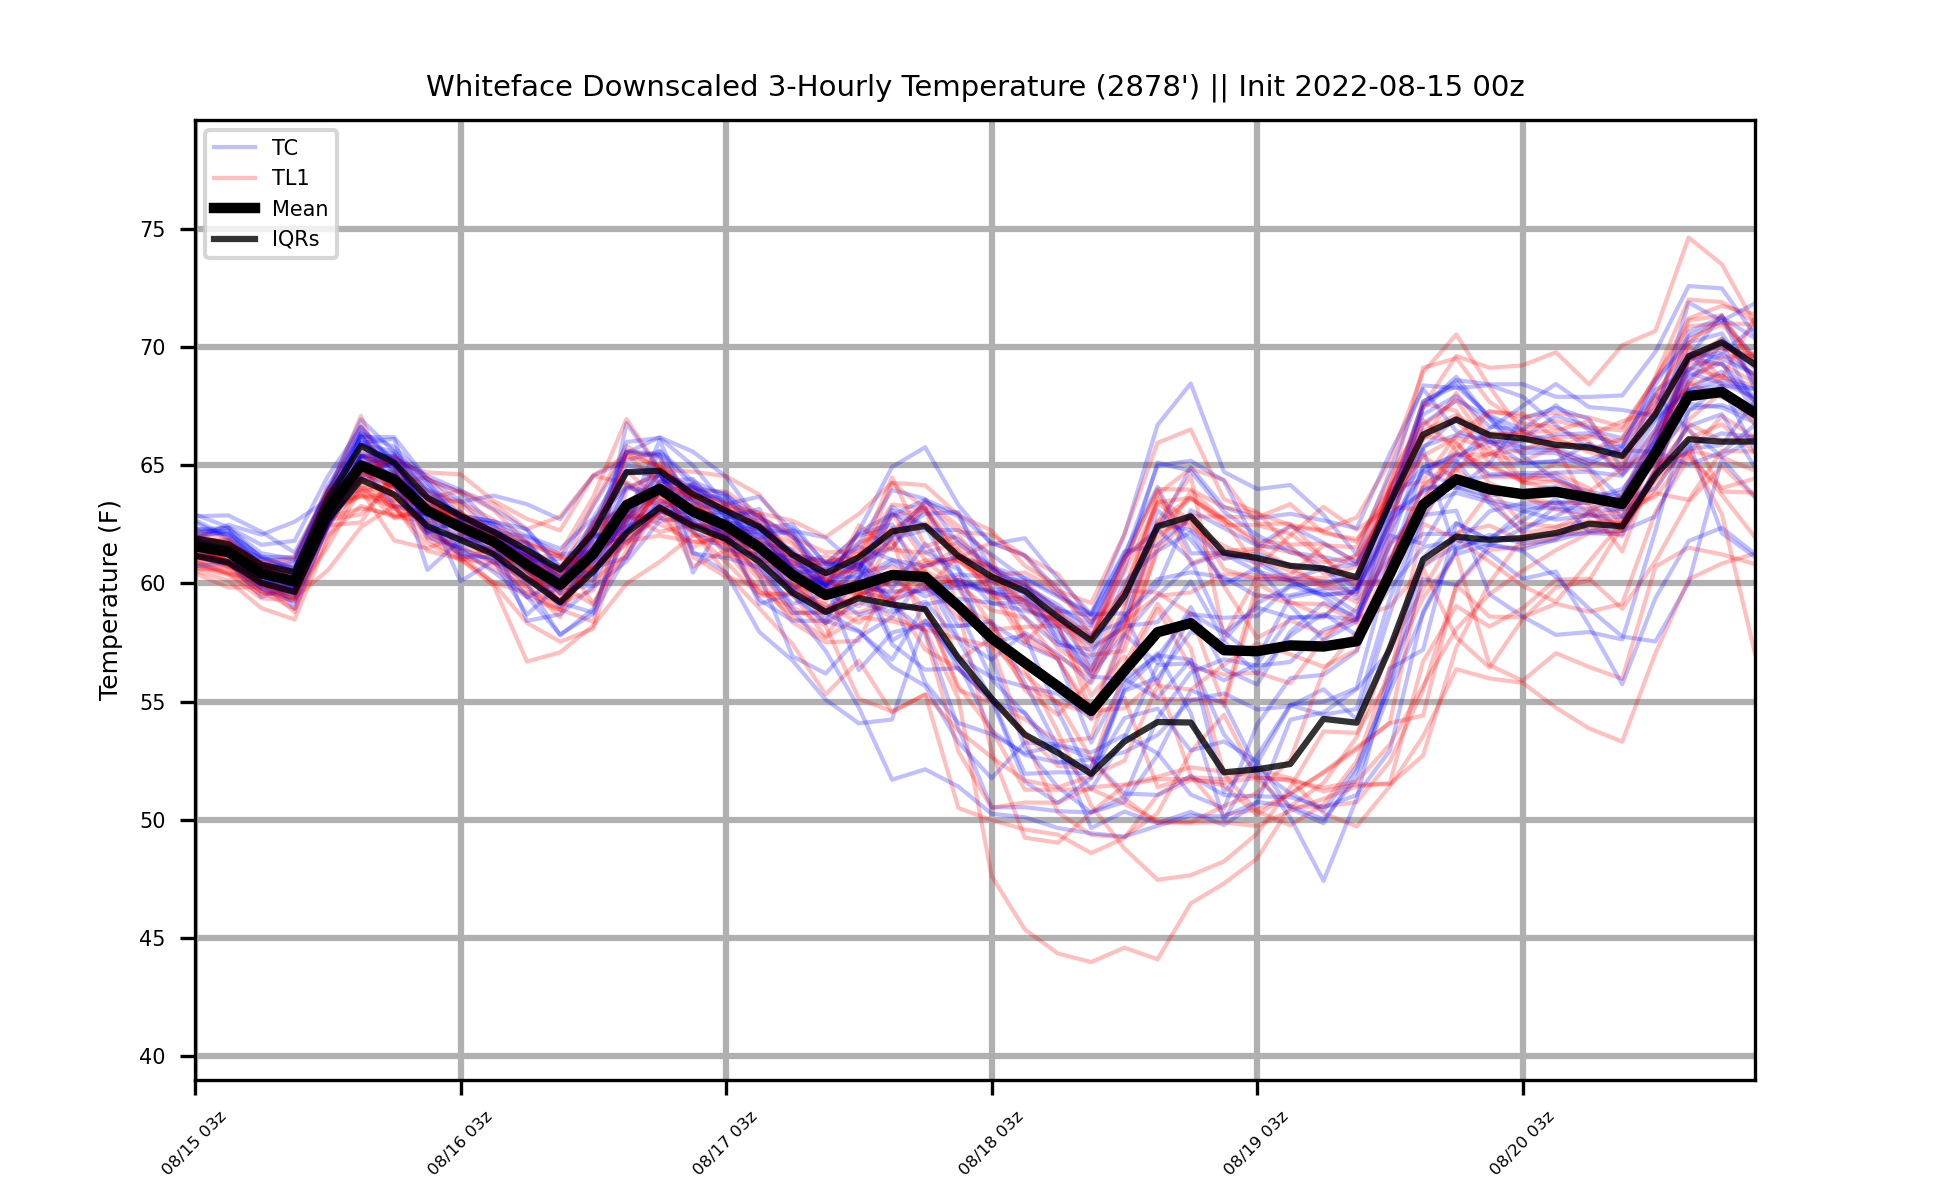 Whiteface Downscaled 3-Hourly Temperature (2878') || Init 2022-08-15 00z
TC
TL1
Mean
IQRs
Temperature (F)
75
70
65
60
55
50
45
40
08/15 03z
08/16 03z
08/17 03z
08/18 03z
08/19 03z
08/20 03z